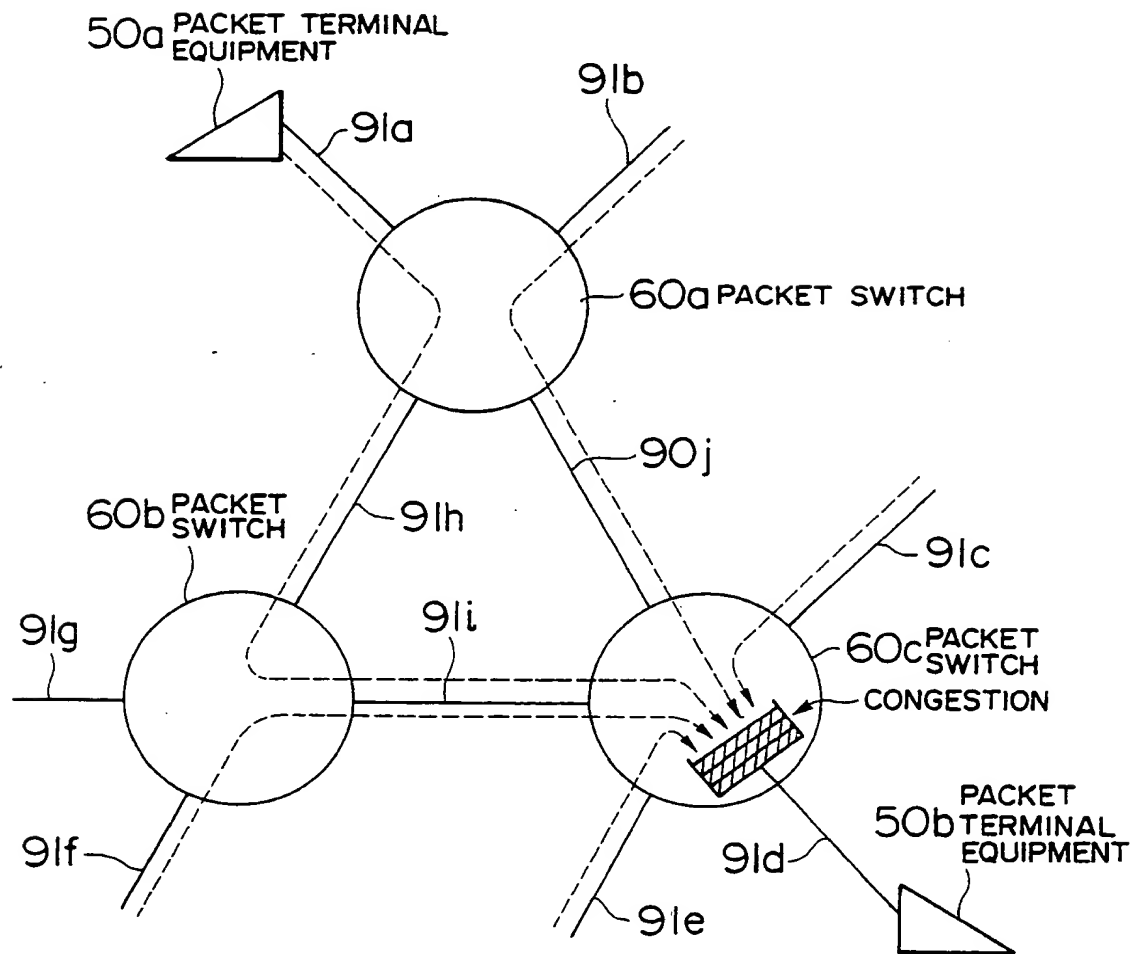 50a PACKET TERMINAL
EQUIPMENT
91a
91b
60a PACKET SWITCH
90j
60b PACKET
SWITCH
91h
91c
91g
91i
60c PACKET
SWITCH
CONGESTION
91f
91d
50b PACKET
TERMINAL
EQUIPMENT
91e